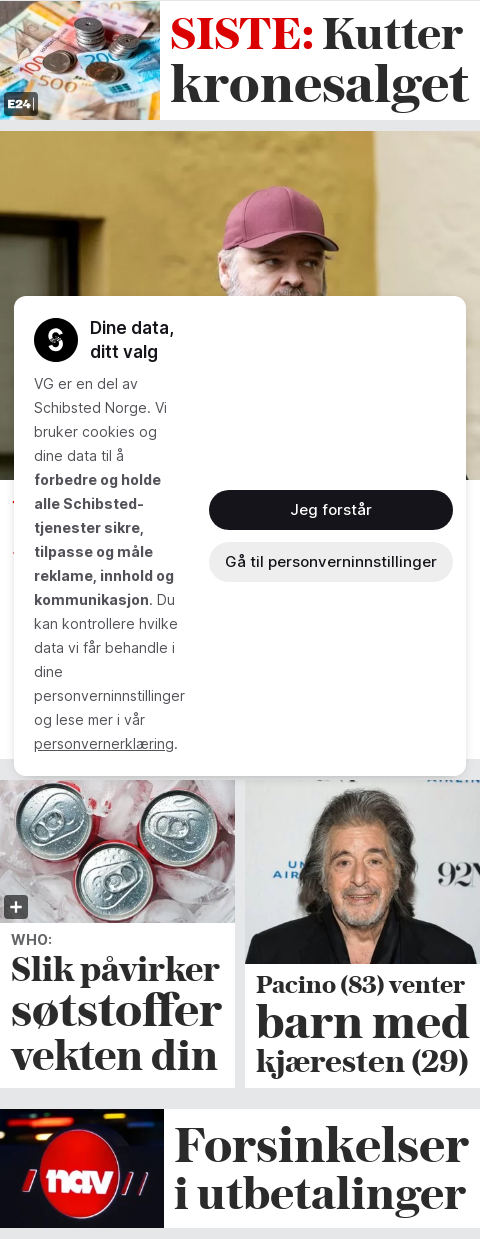 SISTE: Kutter
kronesalget
E24
Dine data,
ditt valg
VG er en del av
Schibsted Norge. Vi
bruker cookies og
dine data til å
forbedre og holde
alle Schibsted-
tjenester sikre,
tilpasse og måle
reklame, innhold og
kommunikasjon. Du
kan kontrollere hvilke
data vi får behandle i
dine
personverninnstillinger
og lese mer i vår
personvernerklæring.
Jeg forstår
Gå til personverninnstillinger
WHO:
Slik påvirker
søtstoffer
vekten din
92N
Pacino (83) venter
barn med
kjæresten (29)
nav
Forsinkelser
i utbetalinger